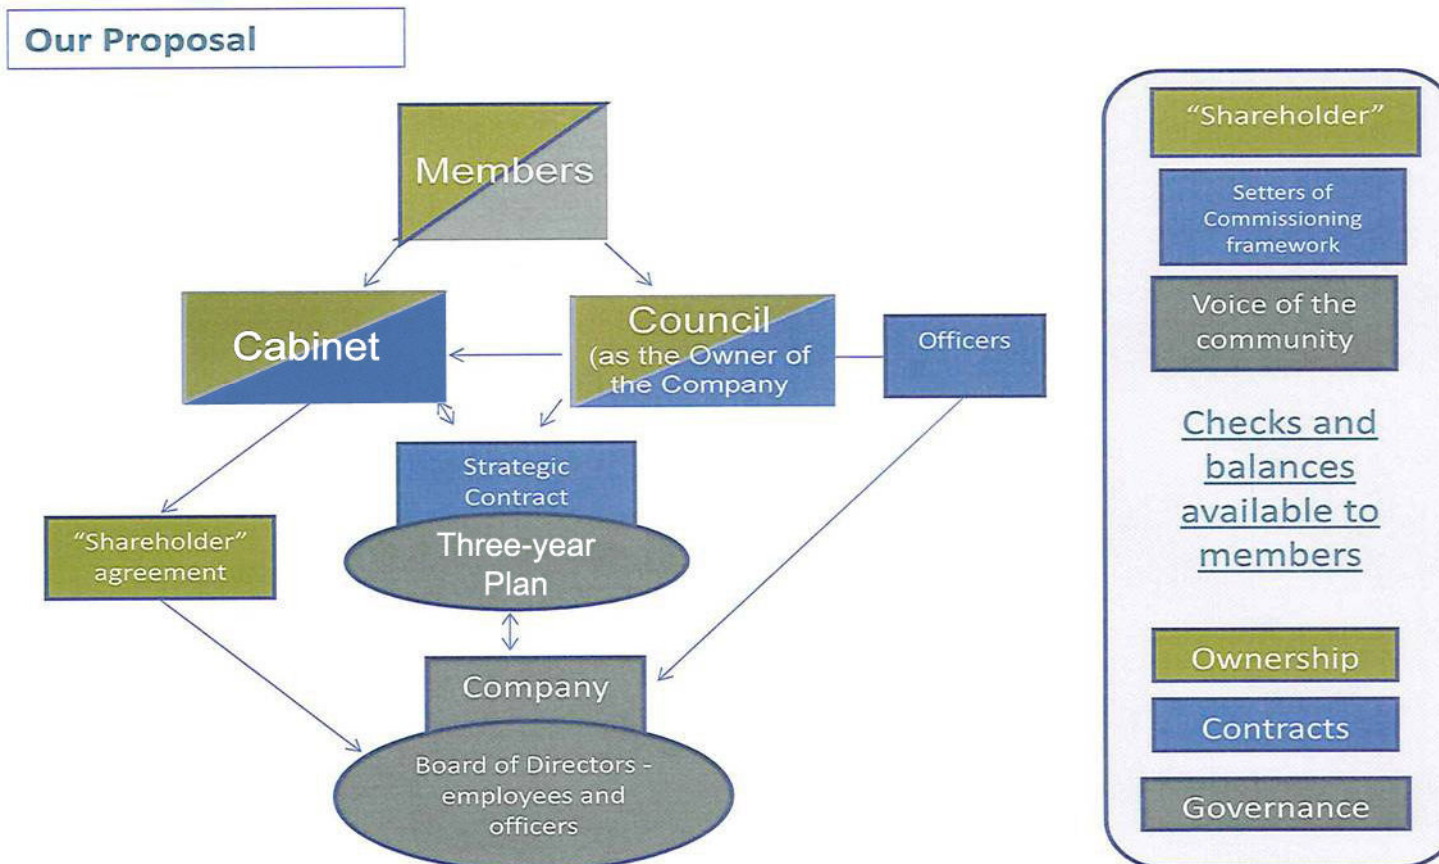 Our Proposal
Members
Cabinet
Council
(as the Owner of
the Company
Officers
Strategic
Contract
Three-year
Plan
"Shareholder"
agreement
Company
Board of Directors -
employees and
officers
"Shareholder"
Setters of
Commissioning
framework
Voice of the
community
Checks and
balances
available to
members
Ownership
Contracts
Governance